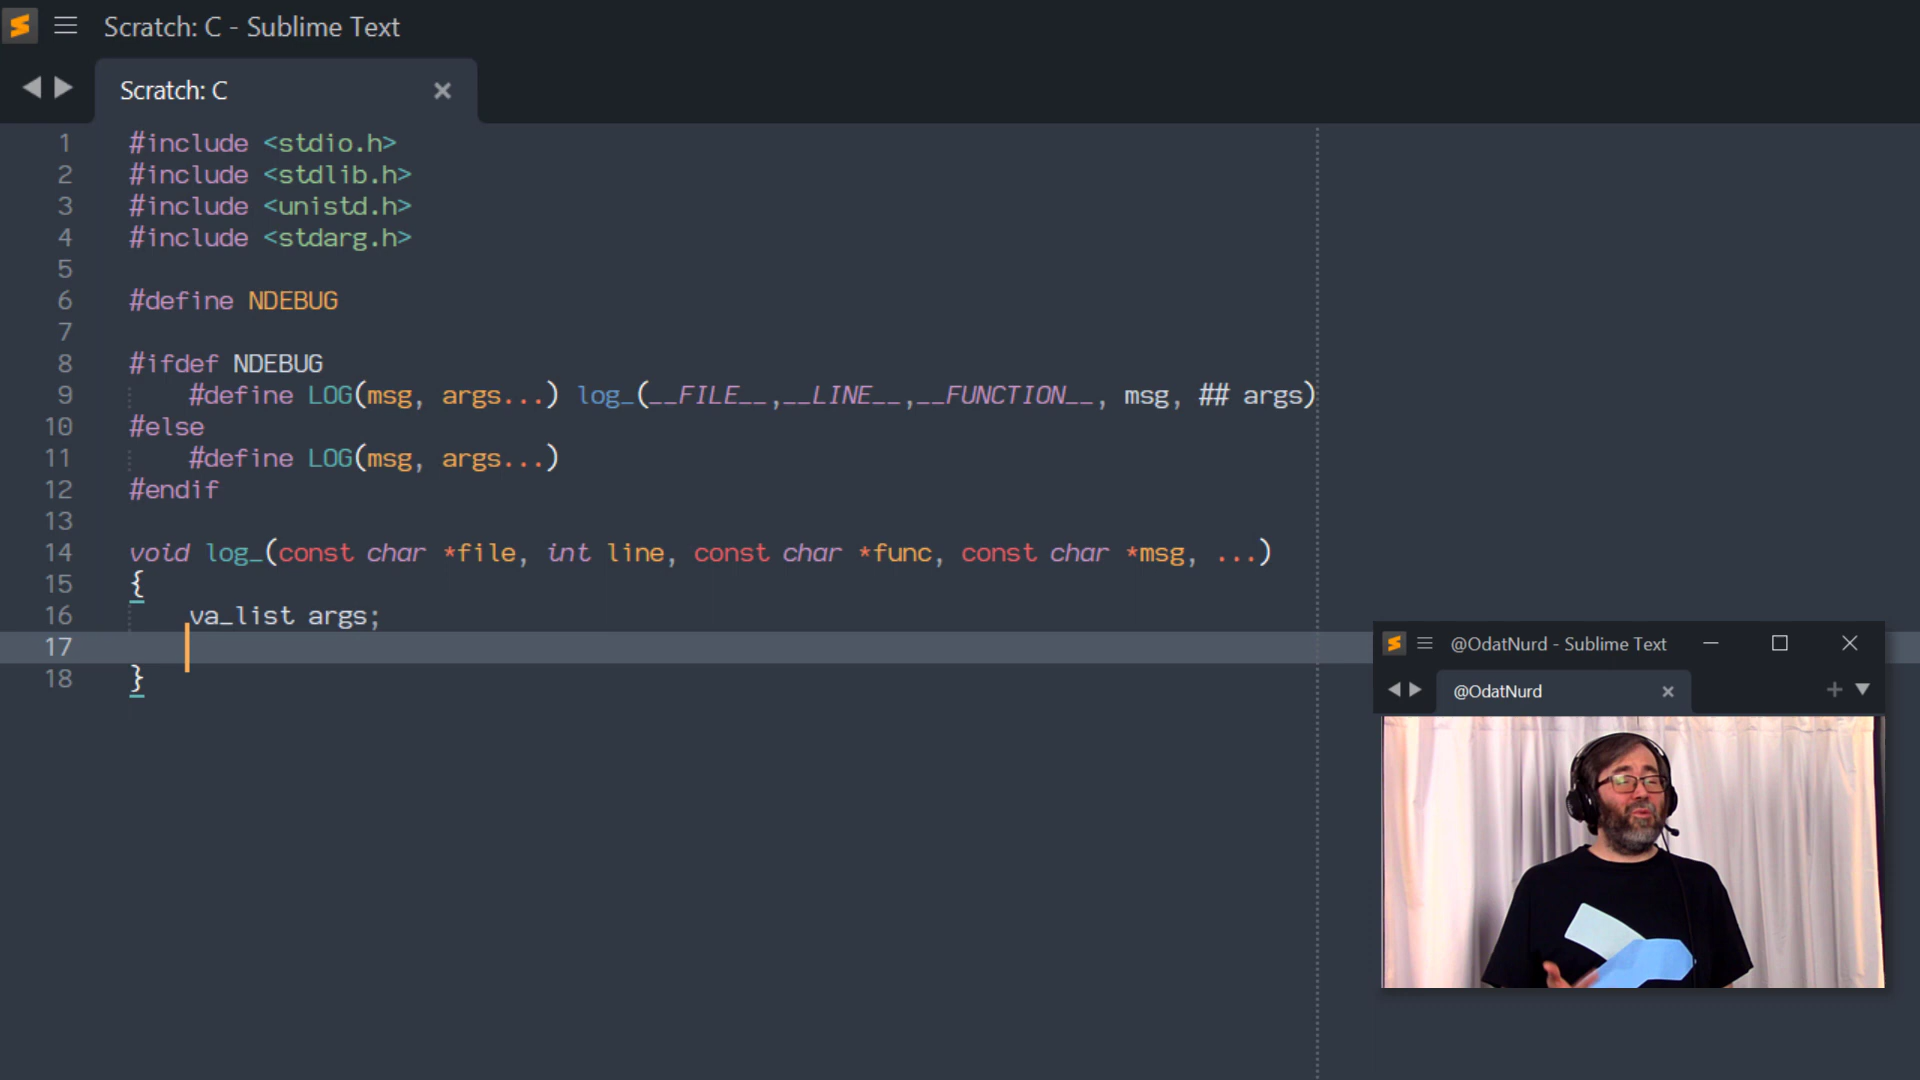 Scratch: C - Sublime Text
Scratch: C
1 #include <stdio.h>
2 #include <stdlib.h>
3 #include <unistd.h>
4 #include <stdarg.h>
5
6 #define NDEBUG
7
8 #ifdef NDEBUG
9     #define LOG(msg, args...) log_(__FILE__,__LINE__,__FUNCTION__, msg, ## args)
10 #else
11     #define LOG(msg, args...)
12 #endif
13
14 void log_(const char *file, int line, const char *func, const char *msg, ...)
15 {
16     va_list args;
17
18 }
@OdatNurd - Sublime Text
@OdatNurd